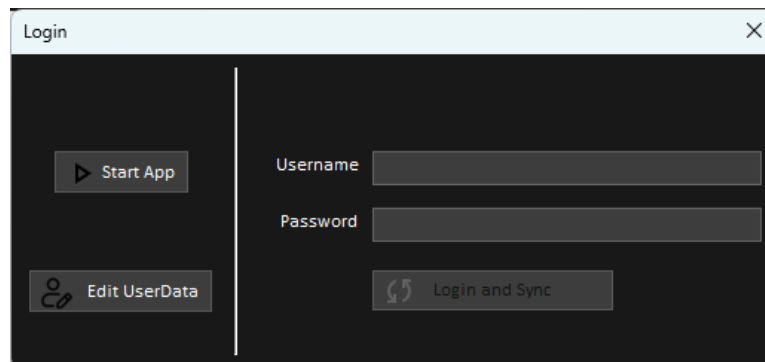 Login
Start App
Edit UserData
Username
Password
Login and Sync